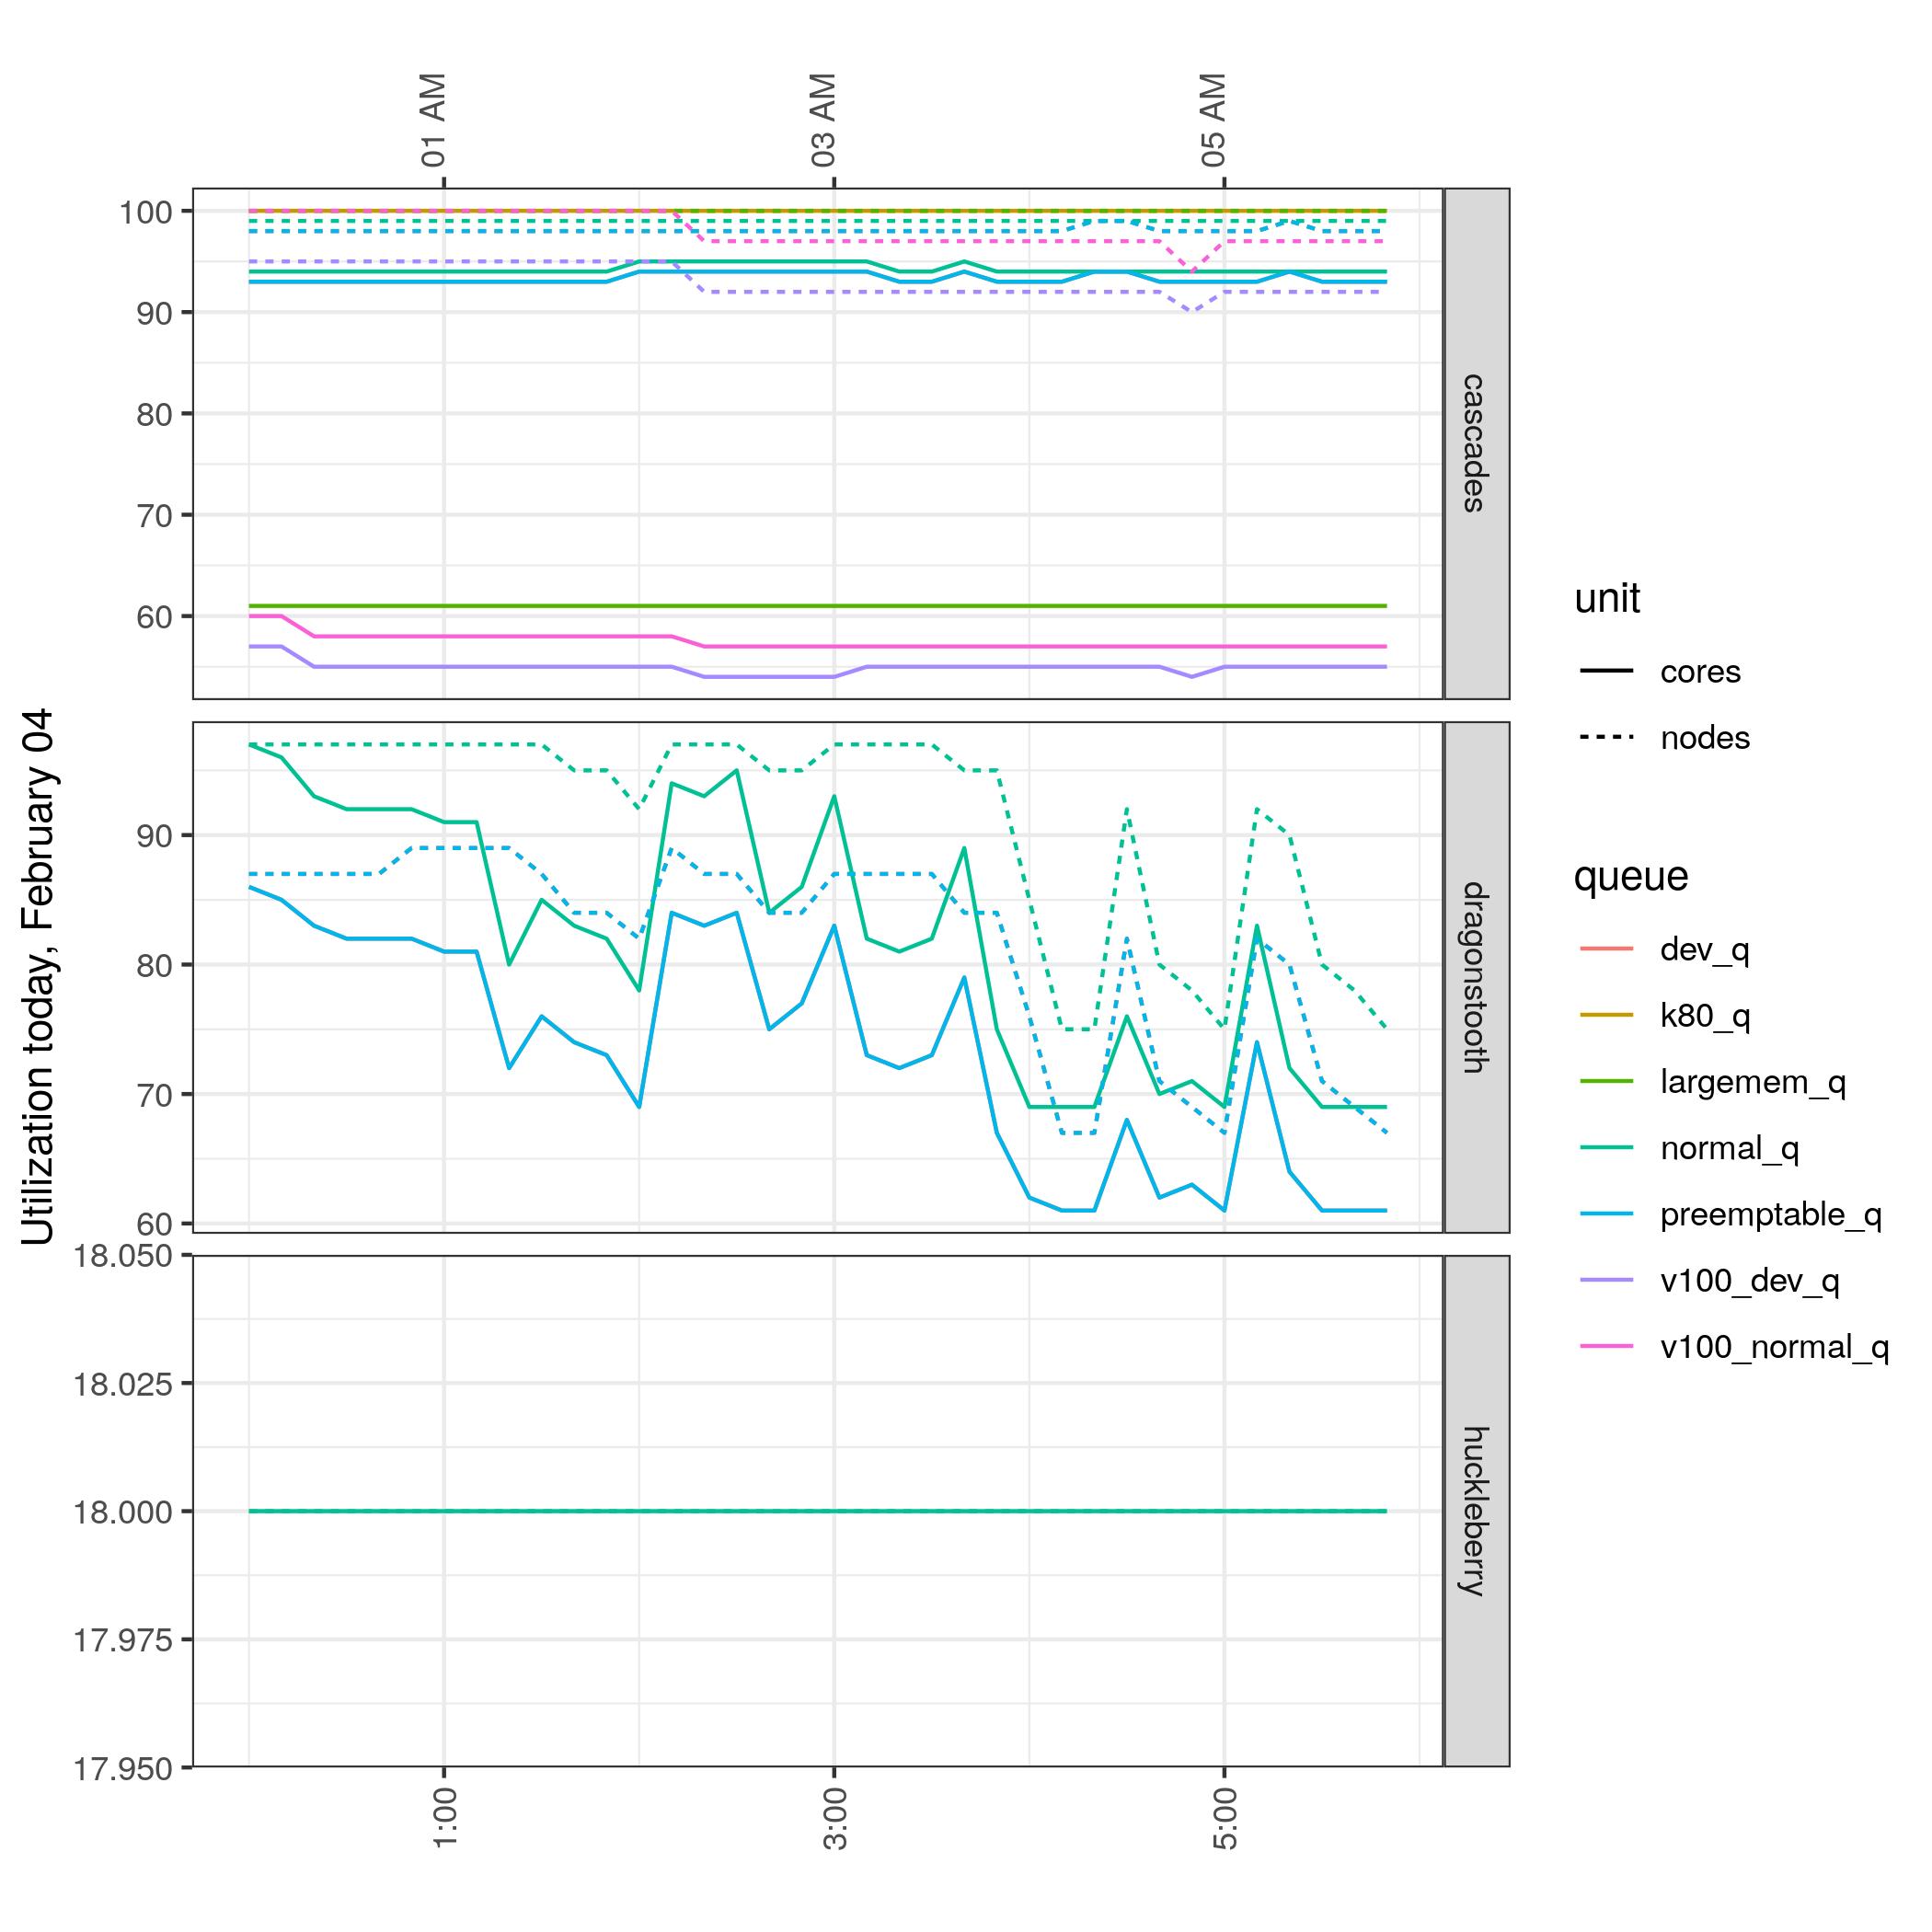 01 AM
03 AM
05 AM
100
90
80
70
60
cascades
Utilization today, February 04
90
80
70
60
dragonstooth
18.050
18.025
18.000
17.975
17.950
huckleberry
1:00
3:00
5:00
unit
cores
nodes
queue
dev_q
k80_q
largemem_q
normal_q
preemptable_q
v100_dev_q
v100_normal_q